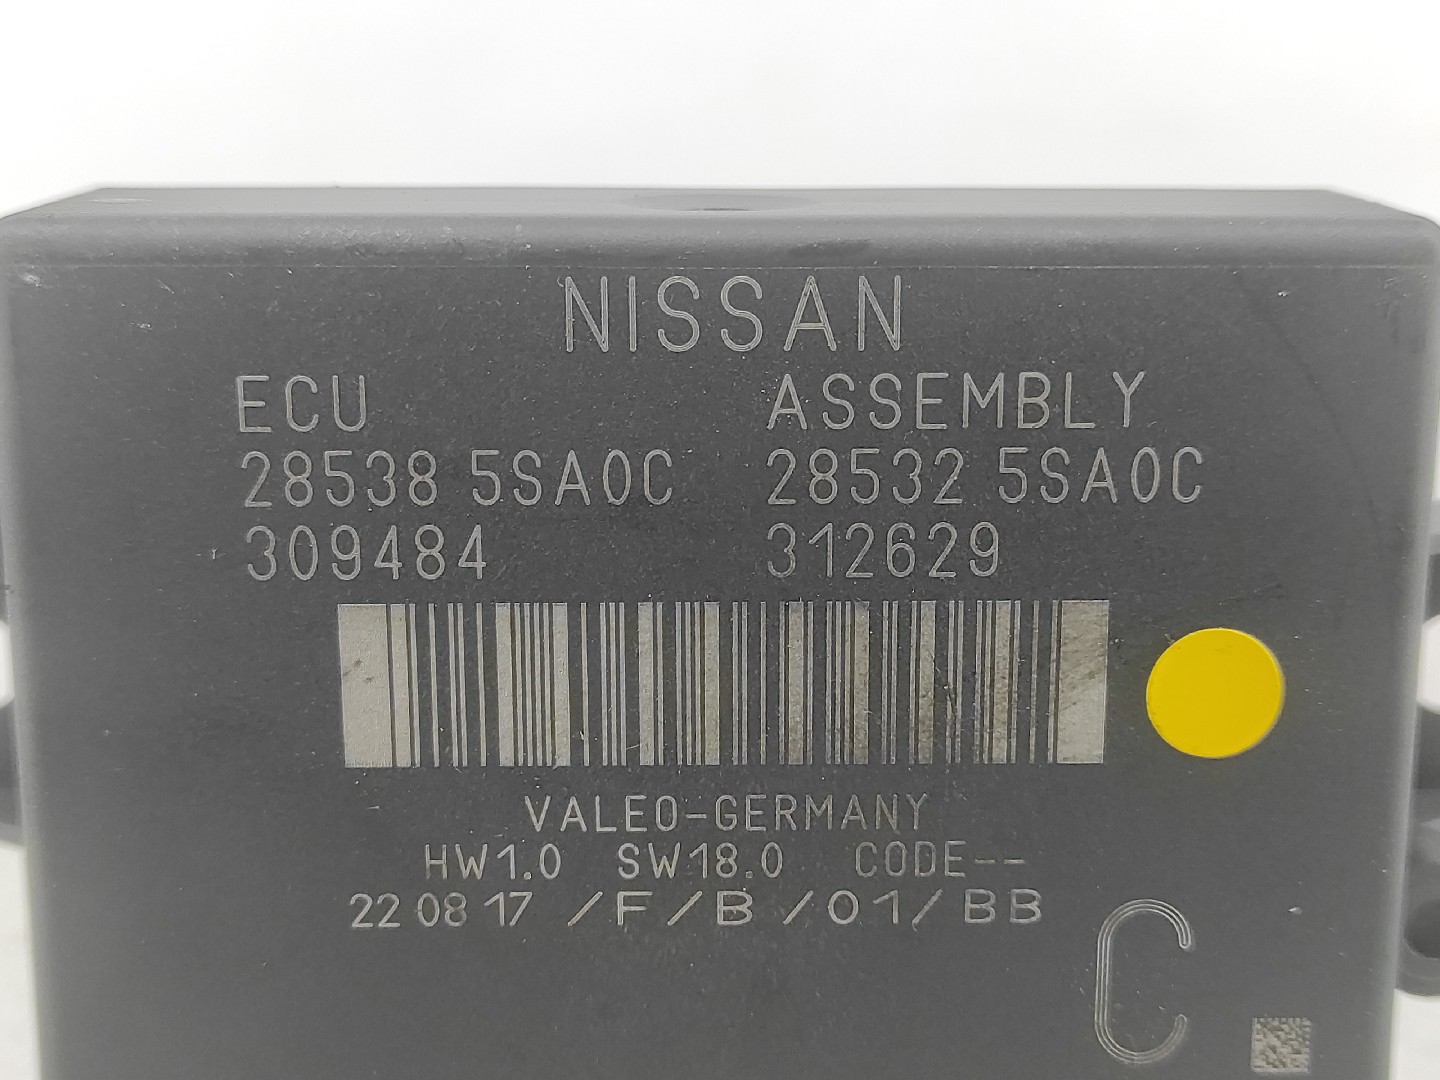 NISSAN
ECU ASSEMBLY
28538 5SA0C 28532 5SA0C
309484 312629
VALEO-GERMANY
HW1.0 SW18.0 CODE--
22 08 17 /F/B/01/BB
C